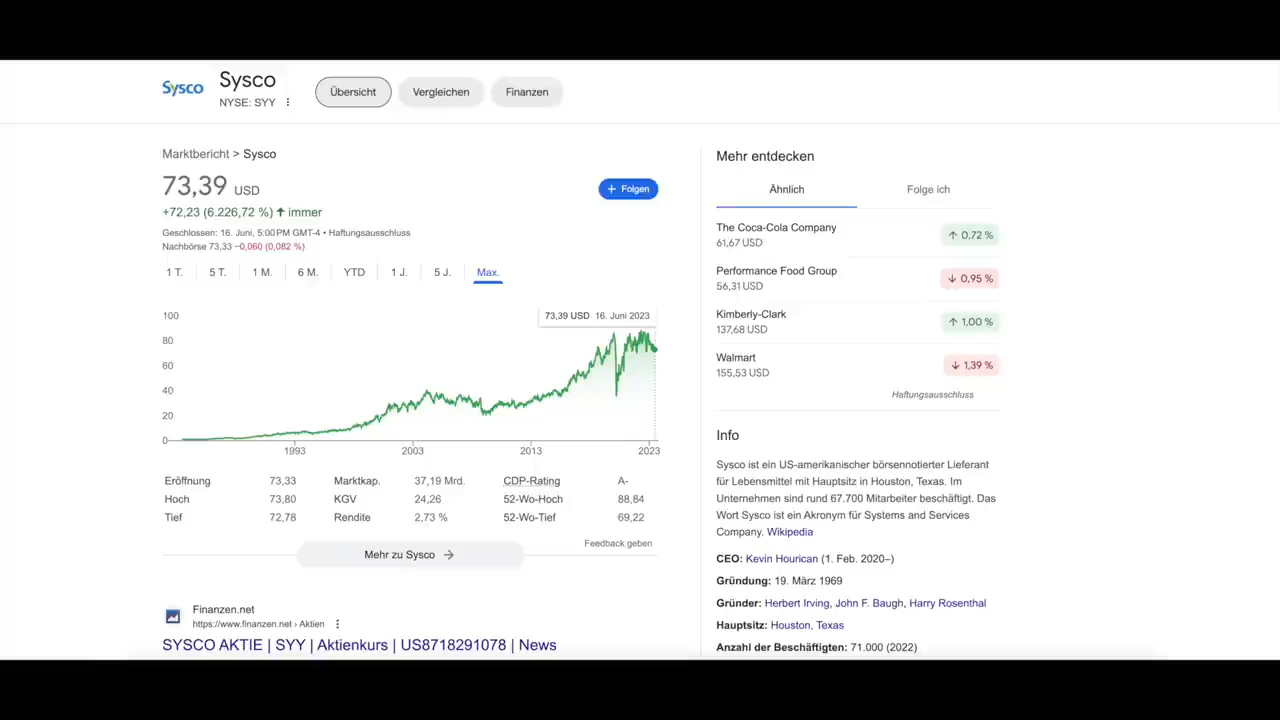 Sysco
Sysco
NYSE: SYY
Übersicht
Vergleichen
Finanzen
Marktbericht > Sysco
73,39 USD
+ Folgen
+72,23 (6.226,72 %) ↑ immer
Geschlossen: 16. Juni, 5:00 PM GMT-4 • Haftungsausschluss
Nachbörse 73,33 −0,060 (0,082 %)
1 T.
5 T.
1 M.
6 M.
YTD
1 J.
5 J.
Max.
73,39 USD 16. Juni 2023
100
80
60
40
20
0
1993
2003
2013
2023
Eröffnung 73,33 Marktkap. 37,19 Mrd. CDP-Rating A-
Hoch 73,80 KGV 24,26 52-Wo-Hoch 88,84
Tief 72,78 Rendite 2,73 % 52-Wo-Tief 69,22
Feedback geben
Mehr zu Sysco →
Finanzen.net
https://www.finanzen.net › Aktien
SYSCO AKTIE | SYY | Aktienkurs | US8718291078 | News
Mehr entdecken
Ähnlich
Folge ich
The Coca-Cola Company
61,67 USD
↑ 0,72 %
Performance Food Group
56,31 USD
↓ 0,95 %
Kimberly-Clark
137,68 USD
↑ 1,00 %
Walmart
155,53 USD
↓ 1,39 %
Haftungsausschluss
Info
Sysco ist ein US-amerikanischer börsennotierter Lieferant
für Lebensmittel mit Hauptsitz in Houston, Texas. Im
Unternehmen sind rund 67.700 Mitarbeiter beschäftigt. Das
Wort Sysco ist ein Akronym für Systems and Services
Company. Wikipedia
CEO: Kevin Hourican (1. Feb. 2020–)
Gründung: 19. März 1969
Gründer: Herbert Irving, John F. Baugh, Harry Rosenthal
Hauptsitz: Houston, Texas
Anzahl der Beschäftigten: 71.000 (2022)